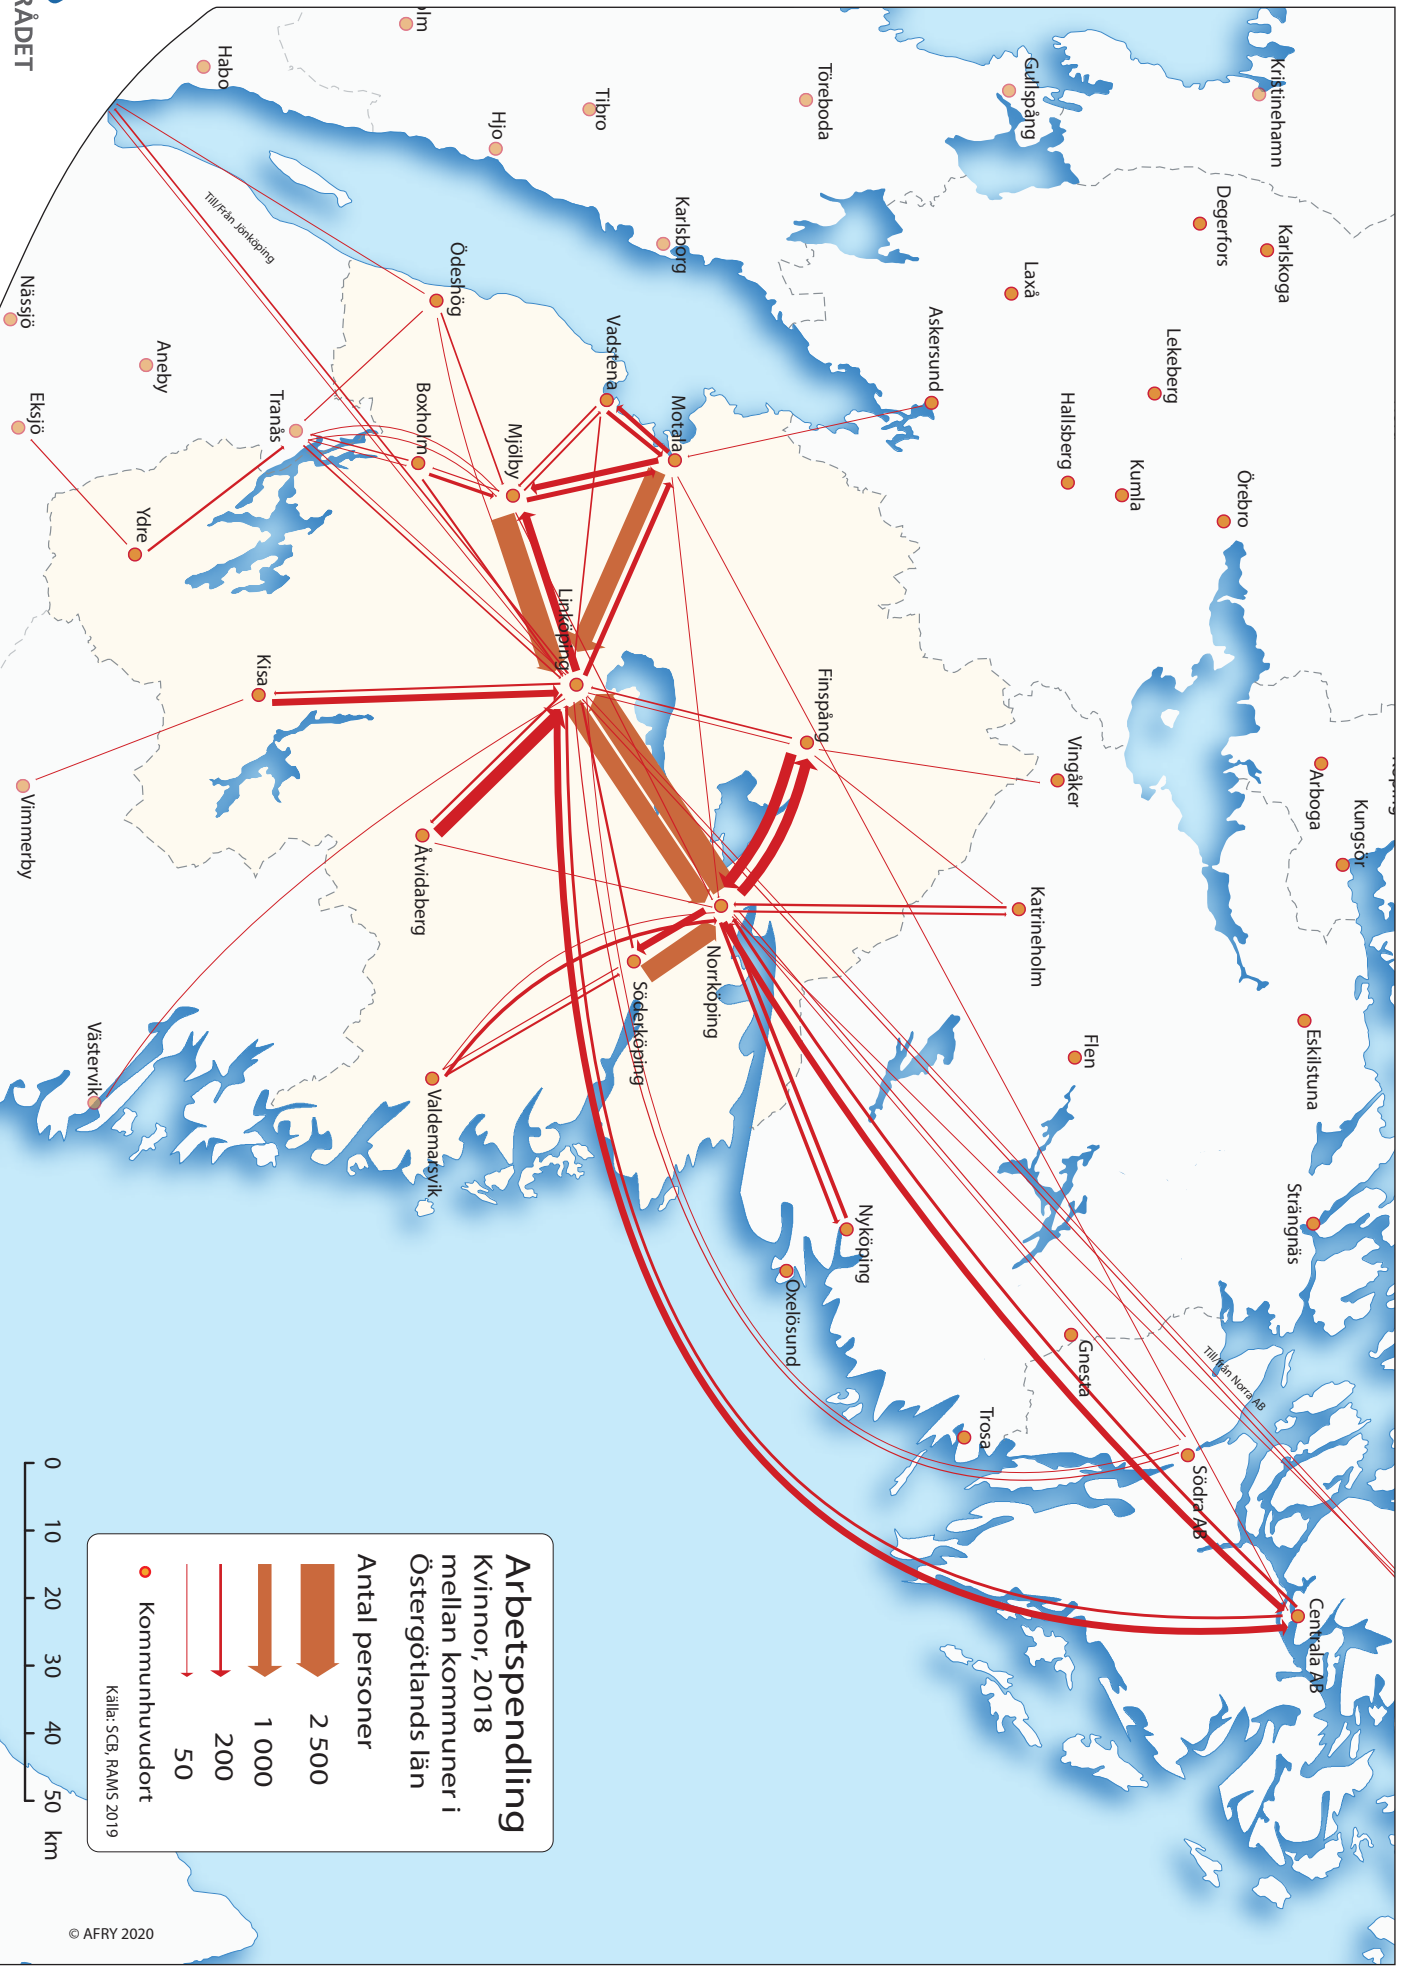 RÅDET
Kristinehamn
Gullspång
Töreboda
Tibro
Hjo
lm
Habo
Degerfors
Karlskoga
Laxå
Karlsborg
Till/Från Jönköping
Lekeberg
Askersund
Hallsberg
Kumla
Örebro
Ödeshög
Vadstena
Motala
Mjölby
Boxholm
Tranås
Aneby
Nässjö
Eksjö
Ydre
Linköping
Kisa
Vimmerby
Finspång
Vingåker
Arboga
Kungsör
Åtvidaberg
Katrineholm
Norrköping
Söderköping
Valdemarsvik
Västervik
Flen
Eskilstuna
Strängnäs
Nyköping
Oxelösund
Gnesta
Trosa
Till/från Norra AB
Södra AB
Centrala AB
Arbetspendling
Kvinnor, 2018
mellan kommuner i
Östergötlands län
Antal personer
2 500
1 000
200
50
Kommunhuvudort
Källa: SCB, RAMS 2019
0 10 20 30 40 50 km
© AFRY 2020